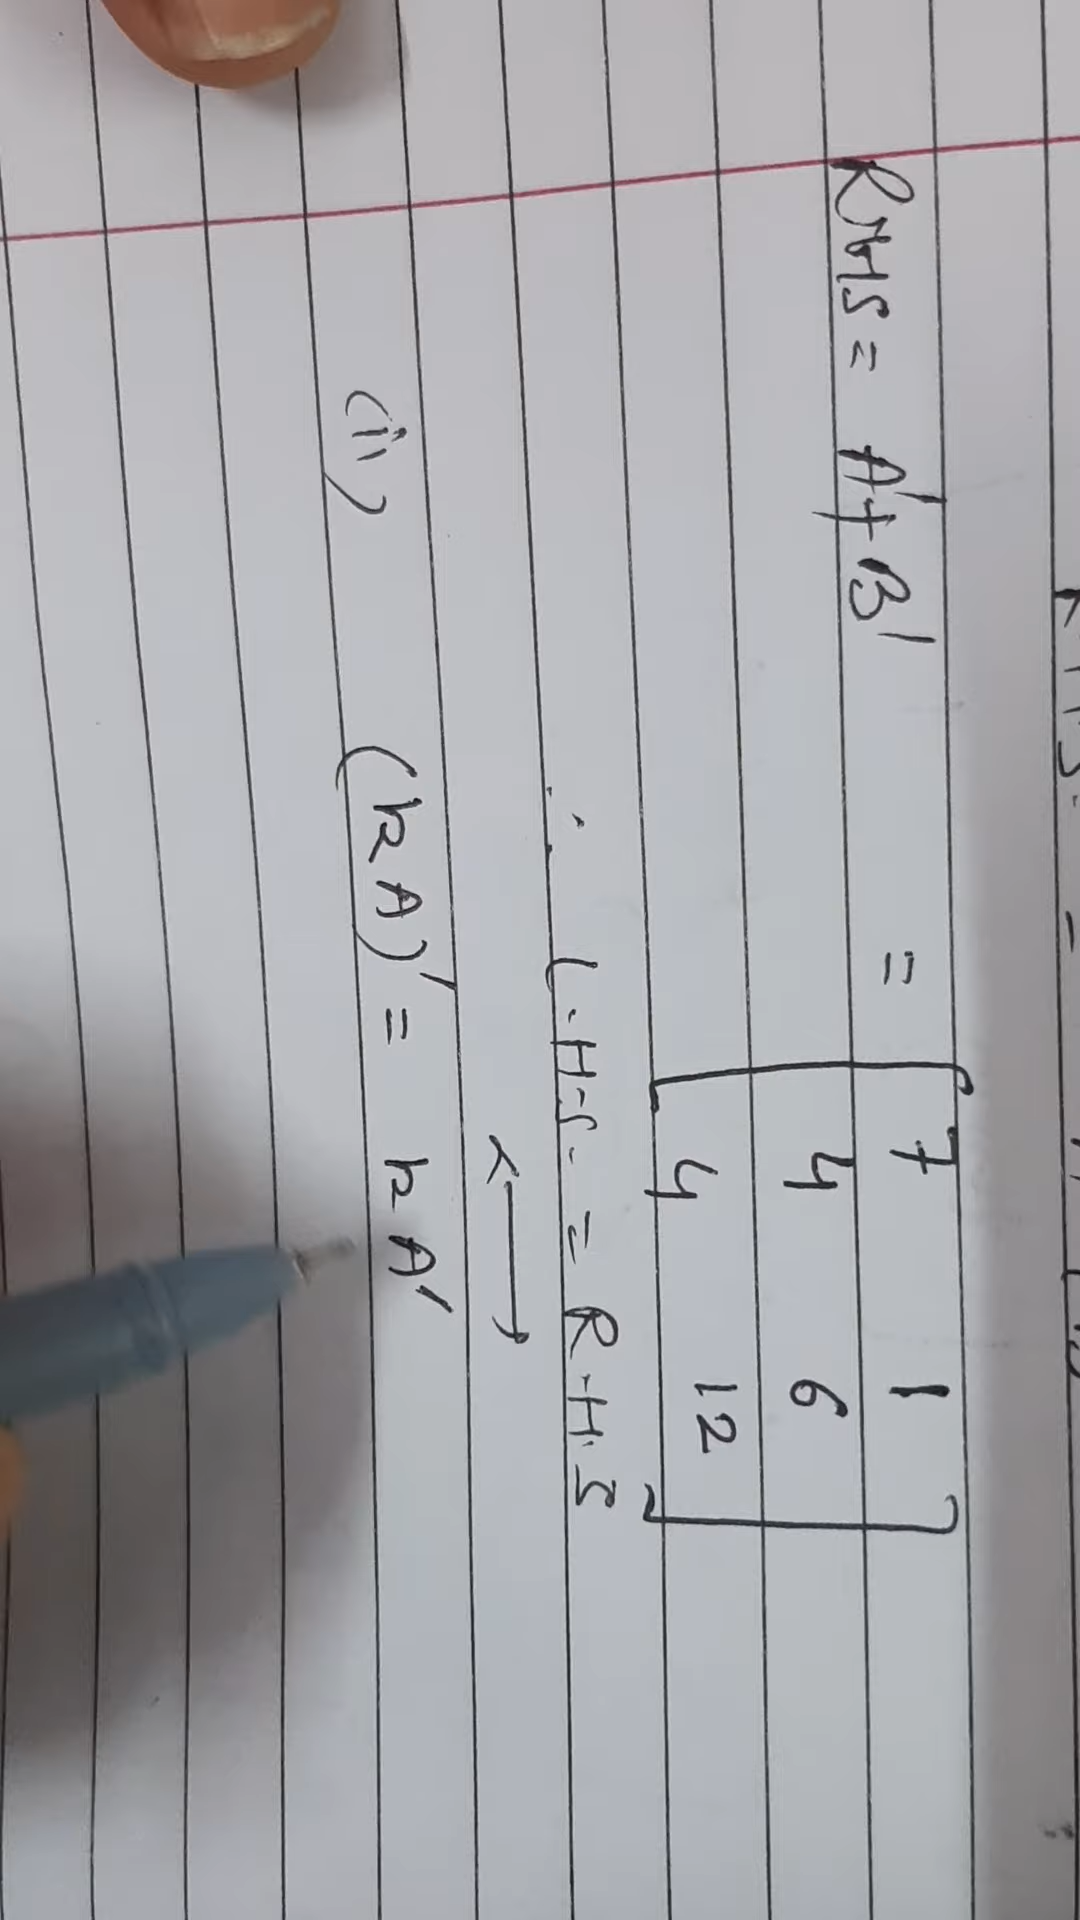 RHS = A' + B' =
7 1
4 6
4 12
∴ L.H.S. = R.H.S
(ii) (kA)' = kA'